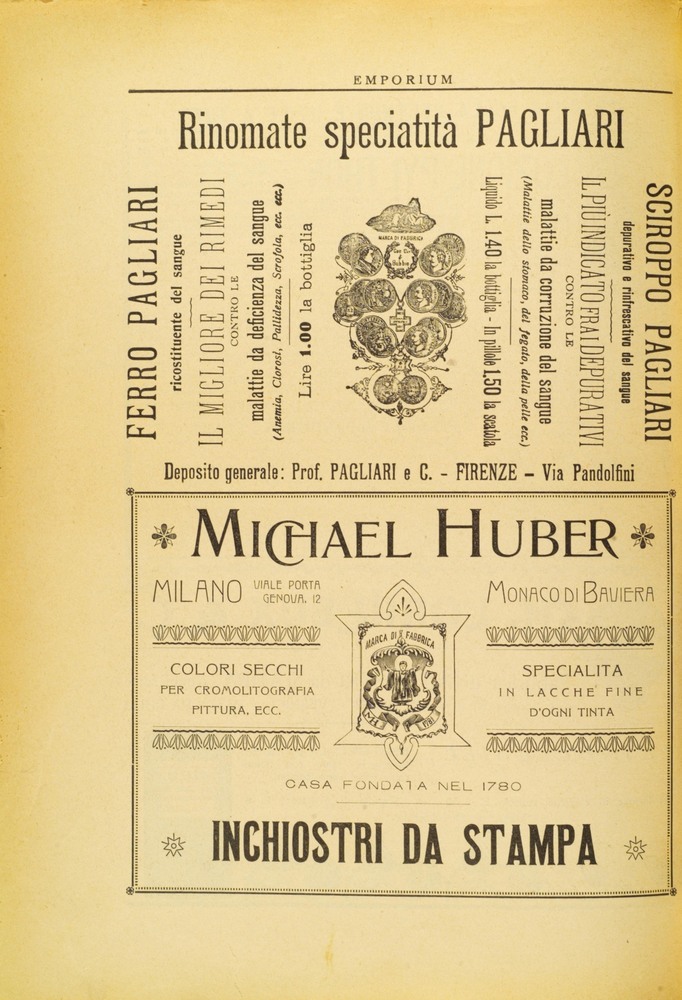 EMPORIUM
Rinomate speciatità PAGLIARI
FERRO PAGLIARI
ricostituente del sangue
IL MIGLIORE DEI RIMEDI
CONTRO LE
malattie da deficienza del sangue
(Anemia, Clorosi, Pallidezza, Scrofola, ecc. ecc.)
Lire 1.00 la bottiglia
MARCA DI FABBRICA
SCIROPPO PAGLIARI
depurativo e rinfrescativo del sangue
IL PIÙ INDICATO FRA I DEPURATIVI
CONTRO LE
malattie da corruzione del sangue
(Malattie dello stomaco, del fegato, della pelle ecc.)
Liquido L. 1.40 la bottiglia - In pillole 1,50 la scatola
Deposito generale: Prof. PAGLIARI e C. - FIRENZE - Via Pandolfini
MICHAEL HUBER
MILANO VIALE PORTA
GENOVA, 12
MONACO DI BAVIERA
COLORI SECCHI
PER CROMOLITOGRAFIA
PITTURA, ECC.
MARCA DI FABBRICA
SPECIALITA
IN LACCHE FINE
D'OGNI TINTA
CASA FONDATA NEL 1780
INCHIOSTRI DA STAMPA